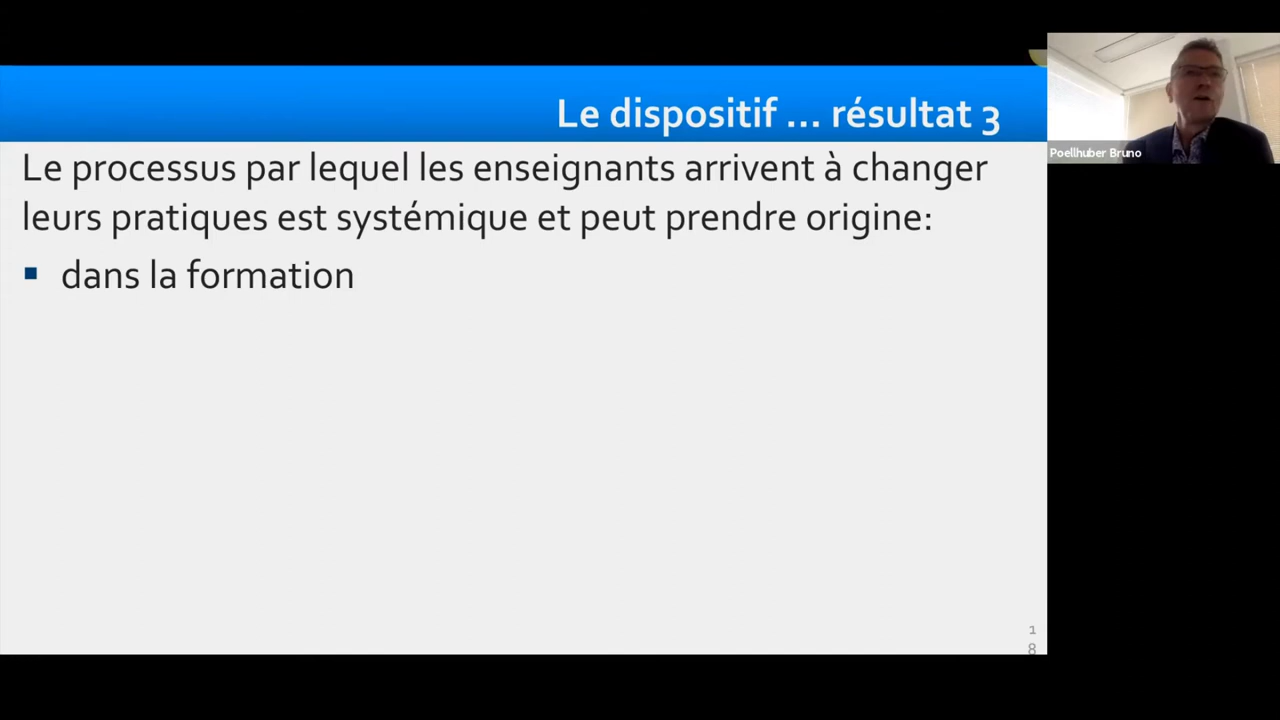 Le dispositif ... résultat 3
Poellhuber Bruno
Le processus par lequel les enseignants arrivent à changer
leurs pratiques est systémique et peut prendre origine:
▪ dans la formation
1
8